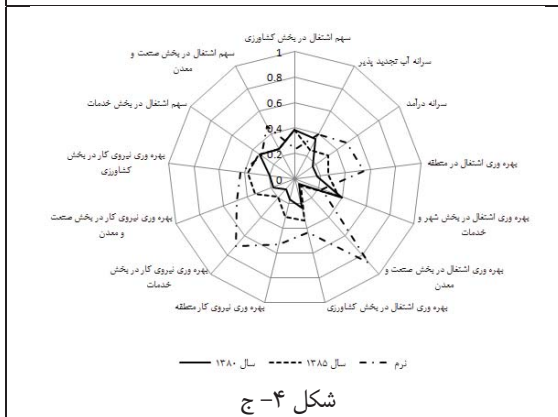 سهم اشتغال در بخش کشاورزی
سرانه آب تجدید پذیر
سرانه درآمد
بهره وری اشتغال در منطقه
بهره وری اشتغال در بخش شهر و
خدمات
بهره وری اشتغال در بخش صنعت و
معدن
بهره وری اشتغال در بخش کشاورزی
بهره وری نیروی کار منطقه
بهره وری نیروی کار در بخش
خدمات
بهره وری نیروی کار در بخش صنعت
و معدن
بهره وری نیروی کار در بخش
کشاورزی
سهم اشتغال در بخش خدمات
سهم اشتغال در بخش صنعت و
معدن
1
0.8
0.6
0.4
0.2
0
سال ۱۳۸۰ سال ۱۳۸۵ نرم
شکل ۴- ج